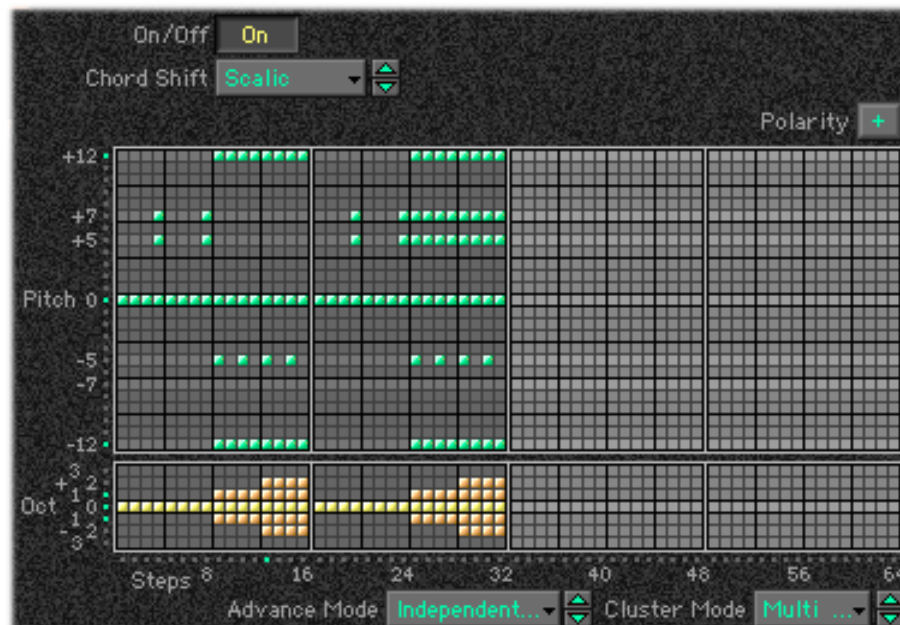 On/Off On
Chord Shift Scalic
Polarity +
+12
+7
+5
Pitch 0
-5
-7
-12
3
+ 2
1
Oct 0
1
- 2
3
Steps 8 16 24 32 40 48 56 64
Advance Mode Independent... Cluster Mode Multi ...